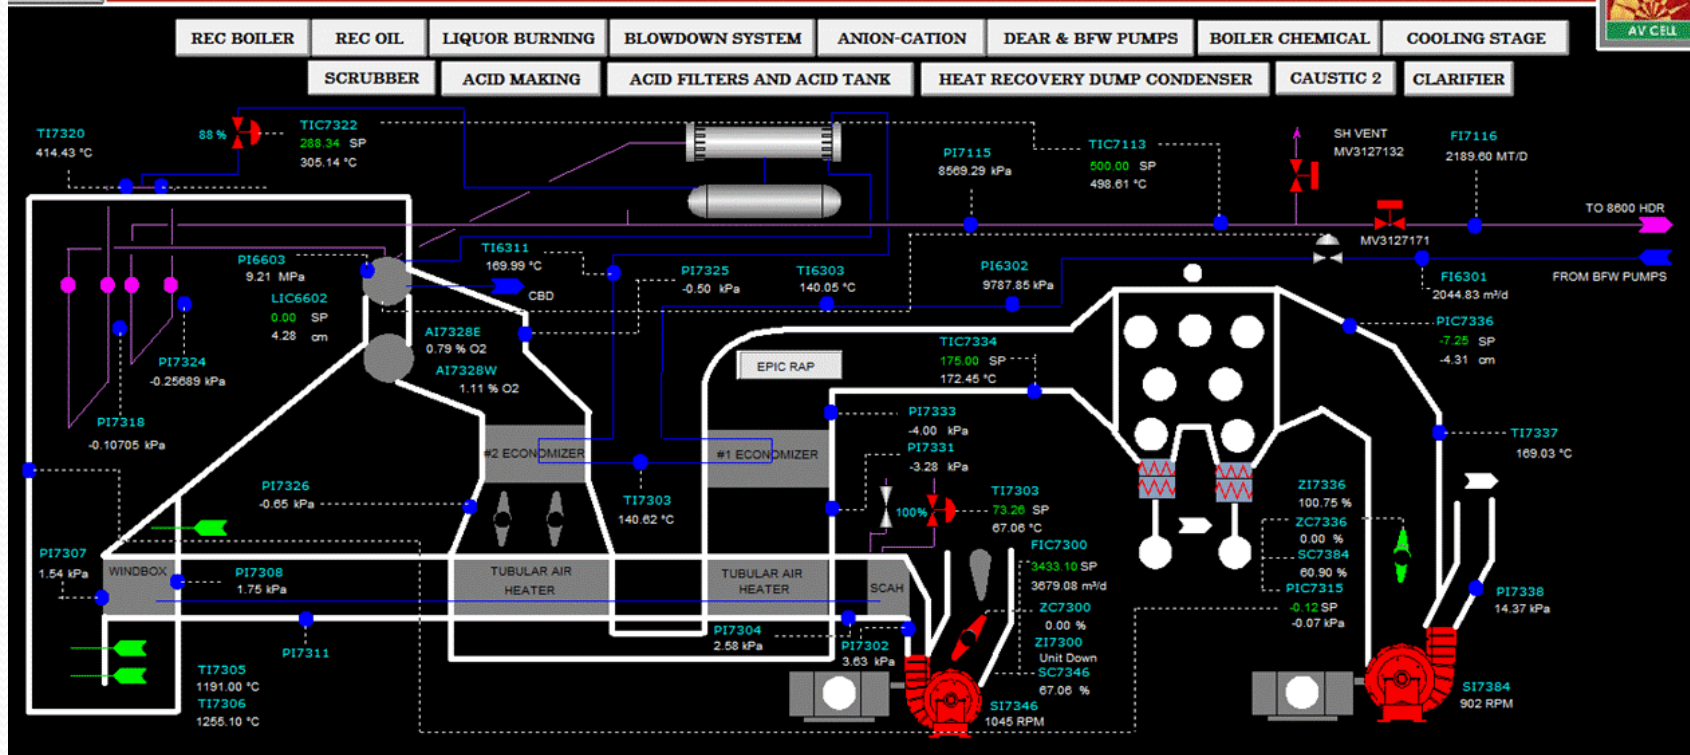 REC BOILER
REC OIL
LIQUOR BURNING
BLOWDOWN SYSTEM
ANION-CATION
DEAR & BFW PUMPS
BOILER CHEMICAL
COOLING STAGE
AV CELL
SCRUBBER
ACID MAKING
ACID FILTERS AND ACID TANK
HEAT RECOVERY DUMP CONDENSER
CAUSTIC 2
CLARIFIER
TI7320
414.43 °C
88 %
TIC7322
288.34 SP
305.14 °C
PI7115
8569.29 kPa
TIC7113
500.00 SP
498.61 °C
SH VENT
MV3127132
FI7116
2189.60 MT/D
TO 8600 HDR
MV3127171
PI6603
9.21 MPa
LIC6602
0.00 SP
4.28 cm
TI6311
169.99 °C
CBD
PI7325
-0.50 kPa
TI6303
140.05 °C
PI6302
9787.85 kPa
FI6301
2044.83 m³/d
FROM BFW PUMPS
AI7328E
0.79 % O2
AI7328W
1.11 % O2
PIC7336
-7.25 SP
-4.31 cm
PI7324
-0.25689 kPa
PI7318
-0.10705 kPa
EPIC RAP
TIC7334
175.00 SP
172.45 °C
PI7333
-4.00 kPa
PI7331
-3.28 kPa
TI7337
169.03 °C
#2 ECONOMIZER
#1 ECONOMIZER
PI7326
-0.65 kPa
TI7303
140.62 °C
100%
TI7303
73.26 SP
67.06 °C
ZI7336
100.75 %
ZC7336
0.00 %
SC7384
60.90 %
PIC7315
-0.12 SP
-0.07 kPa
FIC7300
3433.10 SP
3679.08 m³/d
ZC7300
0.00 %
ZI7300
Unit Down
SC7346
67.06 %
PI7307
1.54 kPa
WINDBOX
PI7308
1.75 kPa
TUBULAR AIR
HEATER
TUBULAR AIR
HEATER
SCAH
PI7338
14.37 kPa
PI7311
PI7304
2.58 kPa
PI7302
3.63 kPa
TI7305
1191.00 °C
TI7306
1255.10 °C
SI7346
1045 RPM
SI7384
902 RPM